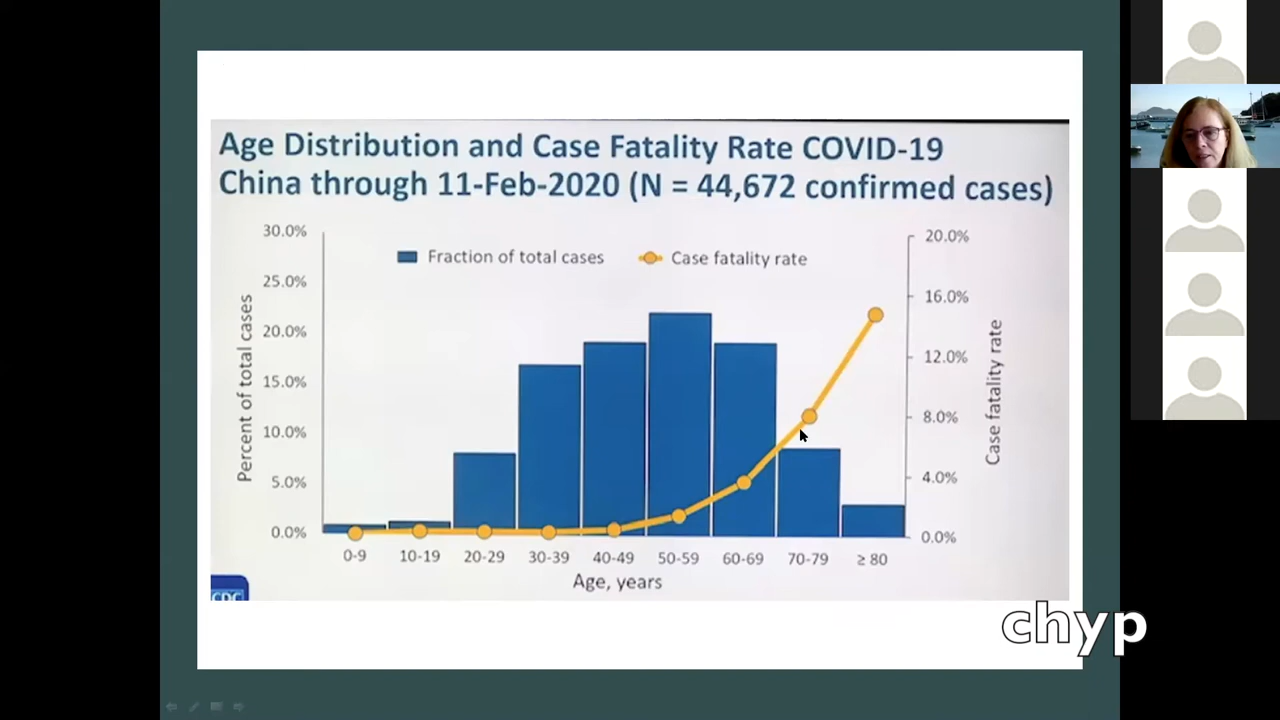 Age Distribution and Case Fatality Rate COVID-19
China through 11-Feb-2020 (N = 44,672 confirmed cases)
30.0%
25.0%
20.0%
15.0%
10.0%
5.0%
0.0%
Percent of total cases
Fraction of total cases
Case fatality rate
20.0%
16.0%
12.0%
8.0%
4.0%
0.0%
Case fatality rate
0-9 10-19 20-29 30-39 40-49 50-59 60-69 70-79 ≥ 80
Age, years
CDC
chyp